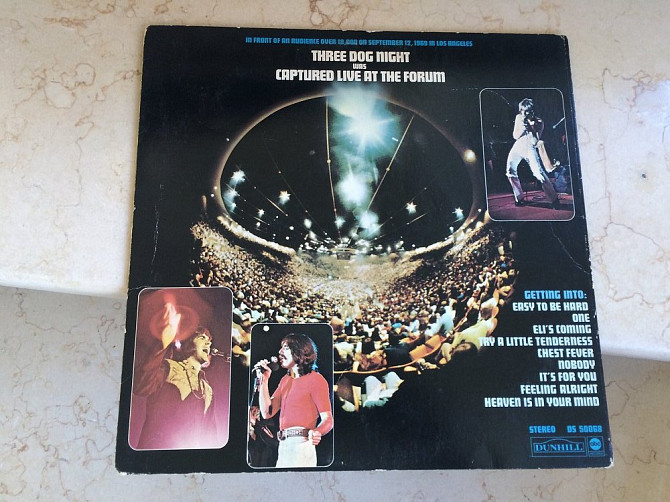 IN FRONT OF AN AUDIENCE OVER 18,000 ON SEPTEMBER 12, 1969 IN LOS ANGELES
THREE DOG NIGHT
WAS
CAPTURED LIVE AT THE FORUM
GETTING INTO:
EASY TO BE HARD
ONE
ELI'S COMING
TRY A LITTLE TENDERNESS
CHEST FEVER
NOBODY
IT'S FOR YOU
FEELING ALRIGHT
HEAVEN IS IN YOUR MIND
STEREO DS 50068
DUNHILL
abc